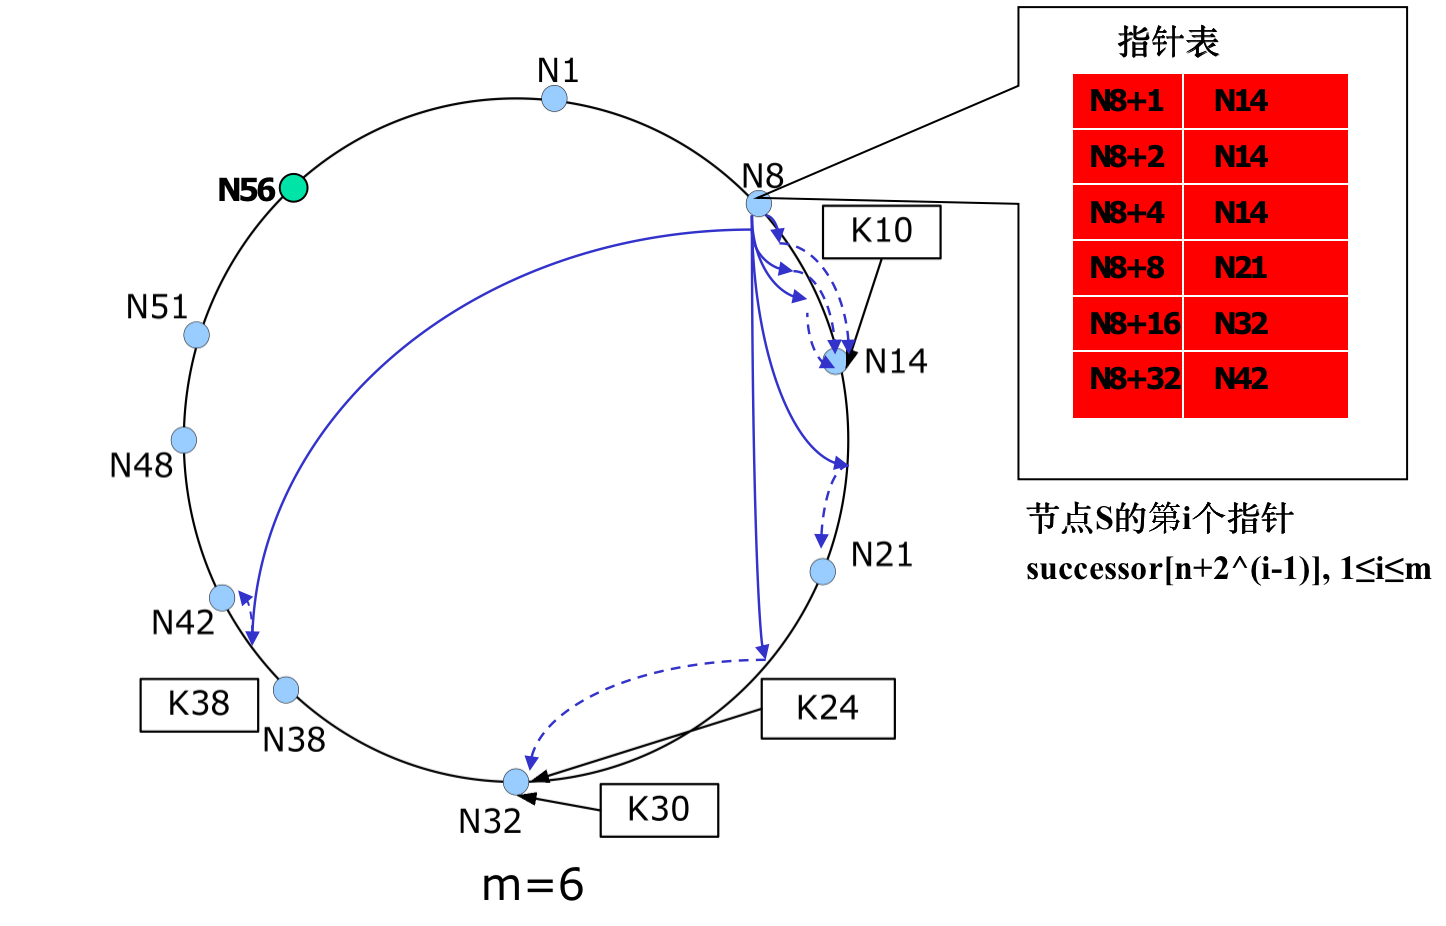 指针表
N8+1 N14
N8+2 N14
N8+4 N14
N8+8 N21
N8+16 N32
N8+32 N42
节点S的第i个指针
successor[n+2^(i-1)], 1≤i≤m
N1
N8
K10
N56
N51
N14
N48
N21
N42
K38
K24
N38
N32
K30
m=6